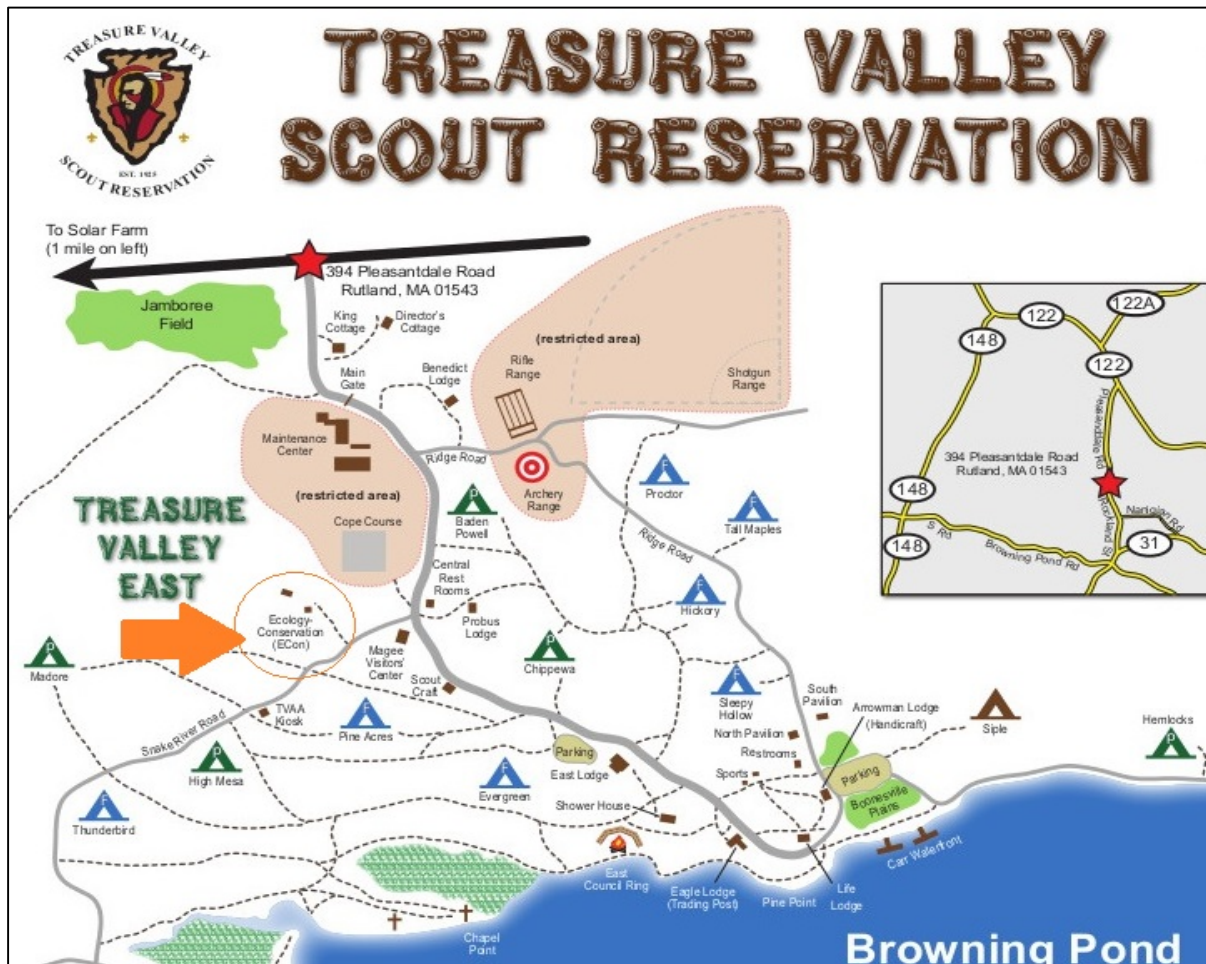 TREASURE VALLEY
SCOUT RESERVATION
EST. 1925
TREASURE VALLEY
SCOUT RESERVATION
To Solar Farm
(1 mile on left)
394 Pleasantdale Road
Rutland, MA 01543
Jamboree
Field
King
Cottage
Director's
Cottage
(restricted area)
Rifle
Range
Shotgun
Range
Main
Gate
Benedict
Lodge
Maintenance
Center
Ridge Road
(restricted area)
Archery
Range
Cope Course
P
Baden
Powell
F
Proctor
F
Tall Maples
Ridge Road
TREASURE
VALLEY
EAST
Central
Rest
Rooms
Probus
Lodge
F
Hickory
Ecology-
Conservation
(ECon)
Magee
Visitors'
Center
P
Chippewa
P
Madore
Scout
Craft
F
Sleepy
Hollow
South
Pavilion
Arrowman Lodge
(Handicraft)
TVAA
Kiosk
F
Pine Acres
Snake River Road
North Pavilion
Siple
Hemlocks
P
P
High Mesa
Parking
East Lodge
Restrooms
Sports
Parking
Boonesville
Plains
F
Thunderbird
F
Evergreen
Shower House
Carr Waterfront
East
Council Ring
Eagle Lodge
(Trading Post)
Pine Point
Life
Lodge
Chapel
Point
Browning Pond
122
122A
148
122
Pleasantdale Rd
394 Pleasantdale Road
Rutland, MA 01543
148
148
S Rd
Browning Pond Rd
Rockland St
31